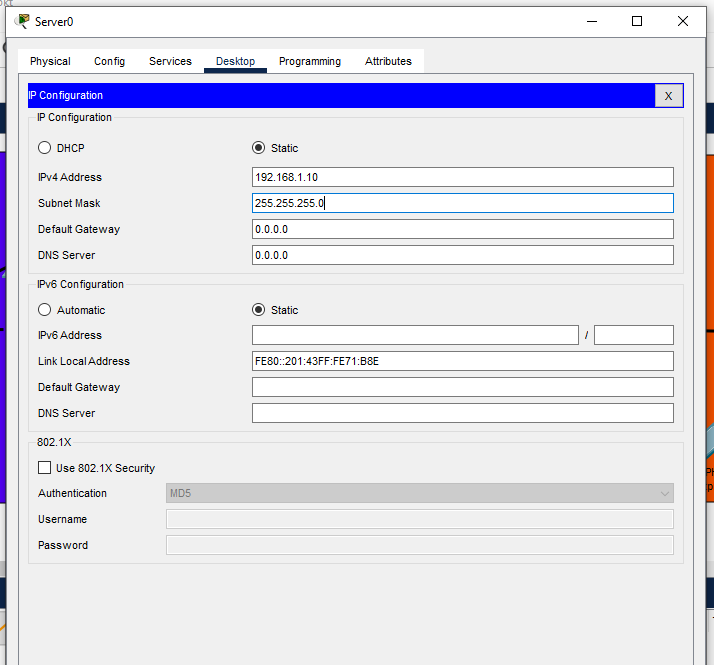 Server0
Physical Config Services Desktop Programming Attributes
IP Configuration X
IP Configuration
DHCP Static
IPv4 Address 192.168.1.10
Subnet Mask 255.255.255.0
Default Gateway 0.0.0.0
DNS Server 0.0.0.0
IPv6 Configuration
Automatic Static
IPv6 Address /
Link Local Address FE80::201:43FF:FE71:B8E
Default Gateway
DNS Server
802.1X
Use 802.1X Security
Authentication MD5
Username
Password